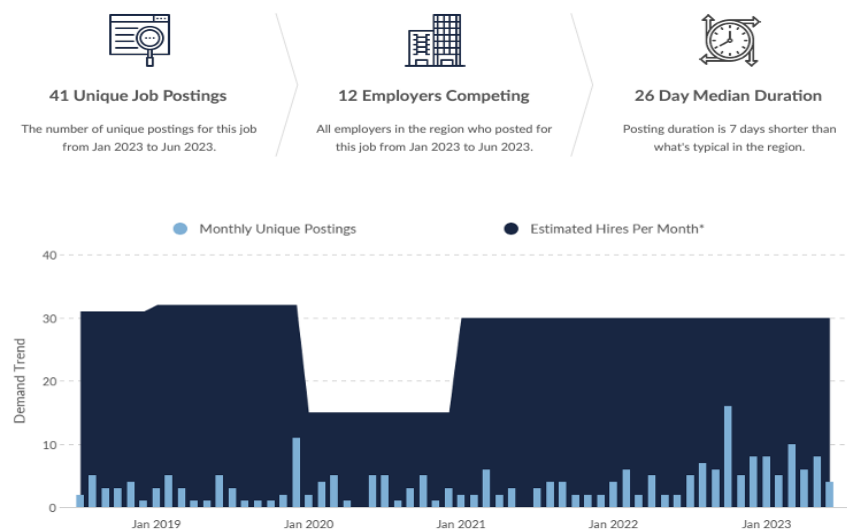 41 Unique Job Postings
The number of unique postings for this job
from Jan 2023 to Jun 2023.
12 Employers Competing
All employers in the region who posted for
this job from Jan 2023 to Jun 2023.
26 Day Median Duration
Posting duration is 7 days shorter than
what's typical in the region.
Monthly Unique Postings
Estimated Hires Per Month*
Demand Trend
40
30
20
10
0
Jan 2019
Jan 2020
Jan 2021
Jan 2022
Jan 2023